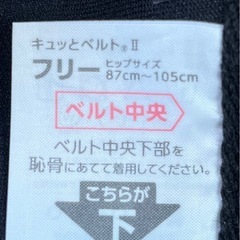 キュッとベルト®Ⅱ
フリー ヒップサイズ
87cm〜105cm
ベルト中央
ベルト中央下部を
恥骨にあてて着用してください。
こちらが
下